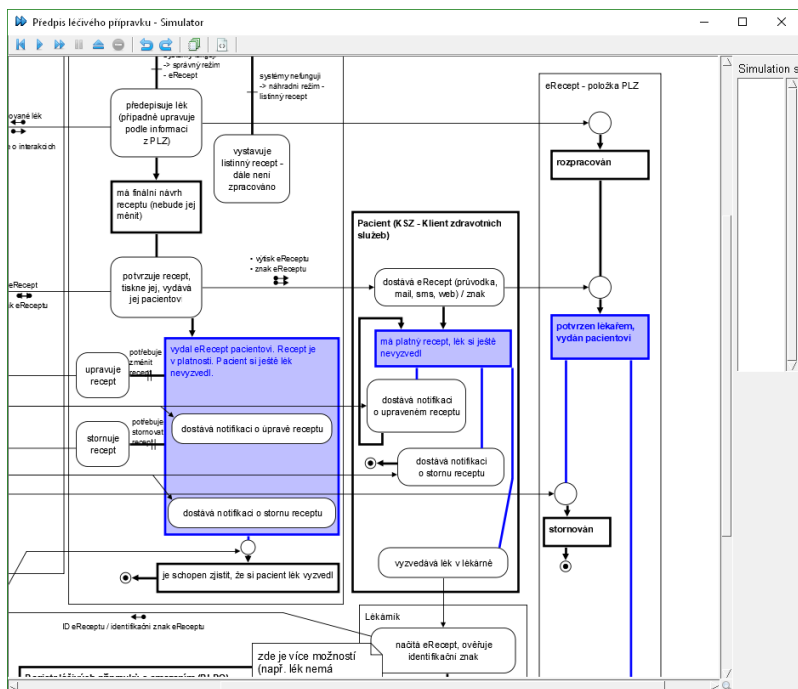 Předpis léčivého přípravku - Simulator
Simulation s
-> správný režim
- eRecept
systémy nefungují
-> náhradní režim -
listinný recept
předepisuje lék
(případně upravuje
podle informací
z PLZ)
ované lék
e o interakcích
vystavuje
listinný recept -
dále není
zpracováno
má finální návrh
receptu (nebude jej
měnit)
potvrzuje recept,
tiskne jej, vydává
jej pacientovi
eRecept
• výtisk eReceptu
• znak eReceptu
vydal eRecept pacientovi. Recept je
v platnosti. Pacient si ještě lék
nevyzvedl.
potřebuje
změnit
recept
upravuje
recept
dostává notifikaci o úpravě receptu
potřebuje
stornovat
recept
stornuje
recept
dostává notifikaci o stornu receptu
je schopen zjistit, že si pacient lék vyzvedl
ID eReceptu / identifikační znak eReceptu
Pacient (KSZ - Klient zdravotních
služeb)
dostává eRecept (průvodka,
mail, sms, web) / znak
má platný recept, lék si ještě
nevyzvedl
dostává notifikaci
o upraveném receptu
dostává notifikaci
o stornu receptu
vyzvedává lék v lékárně
Lékárník
načítá eRecept, ověřuje
identifikační znak
zde je více možností
(např. lék nemá
eRecept - položka PLZ
rozpracován
potvrzen lékařem,
vydán pacientovi
stornován